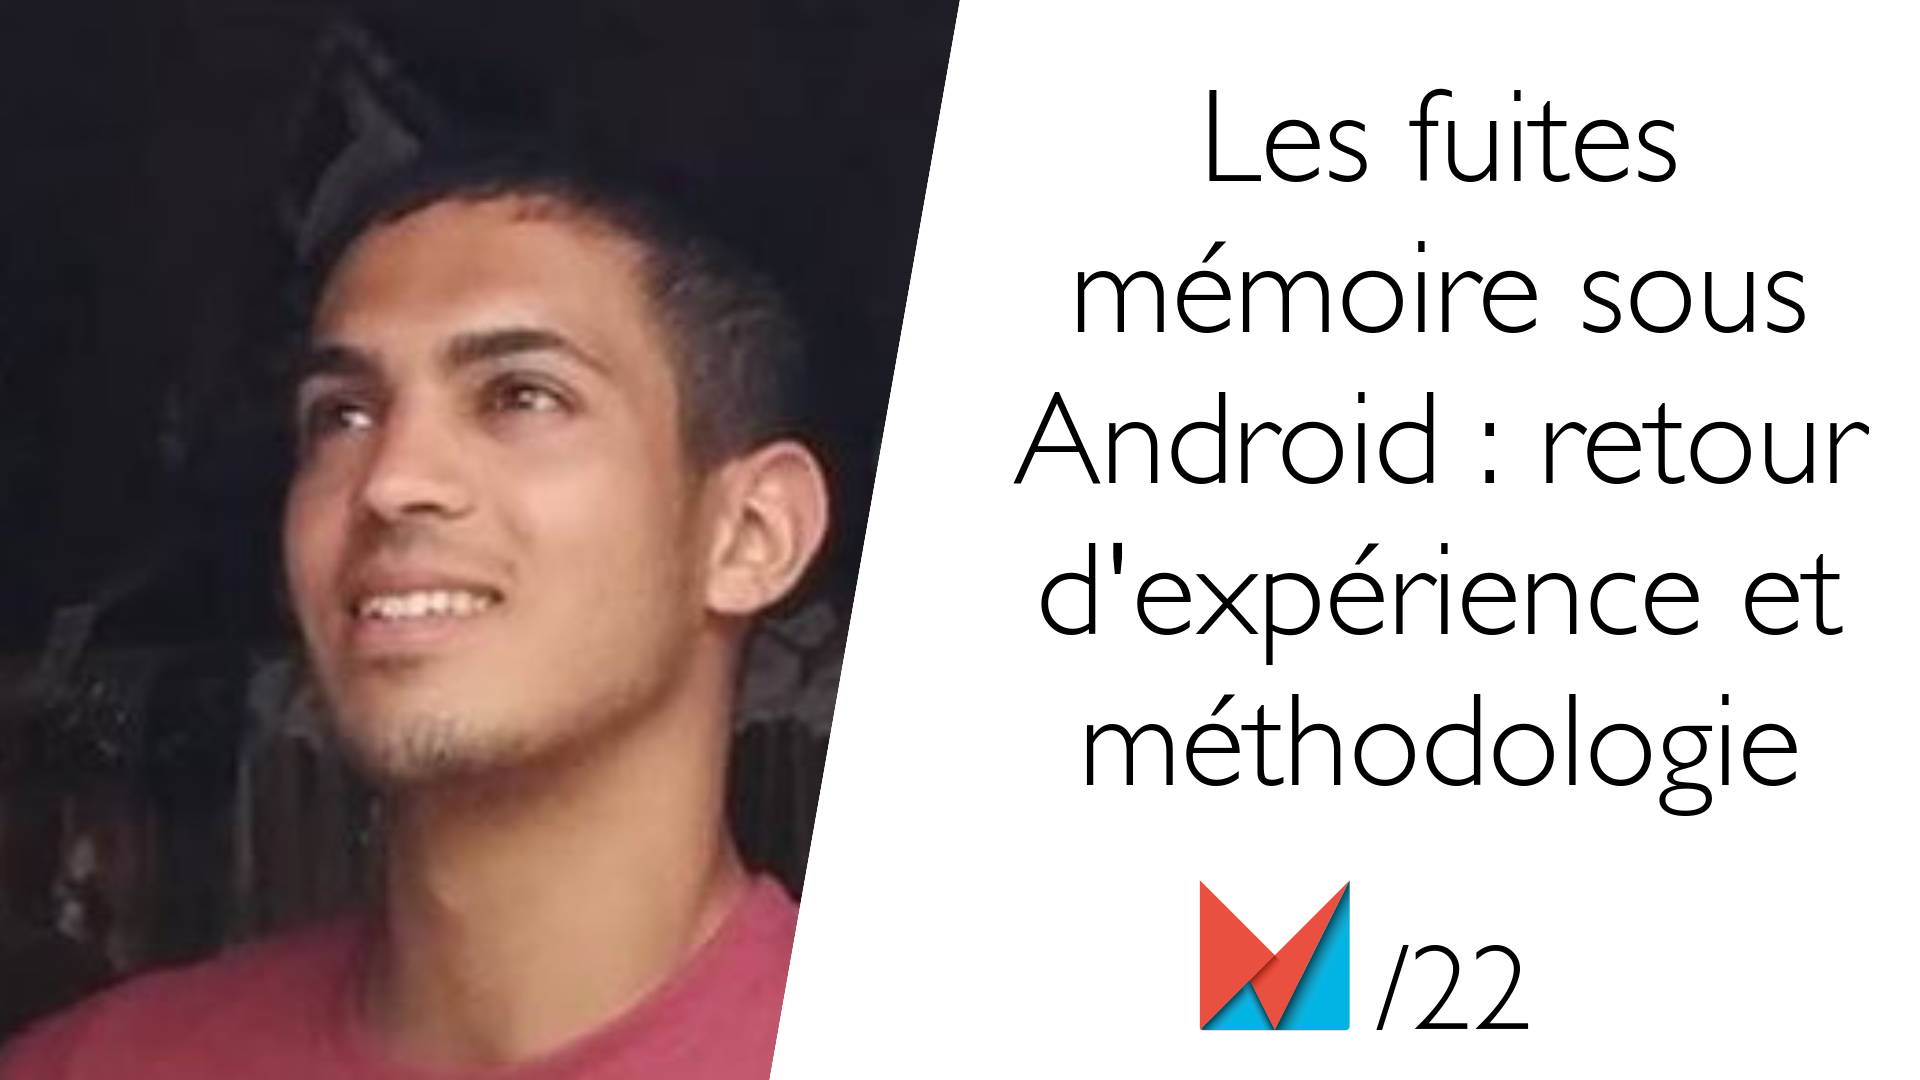 Les fuites
mémoire sous
Android : retour
d'expérience et
méthodologie
/22